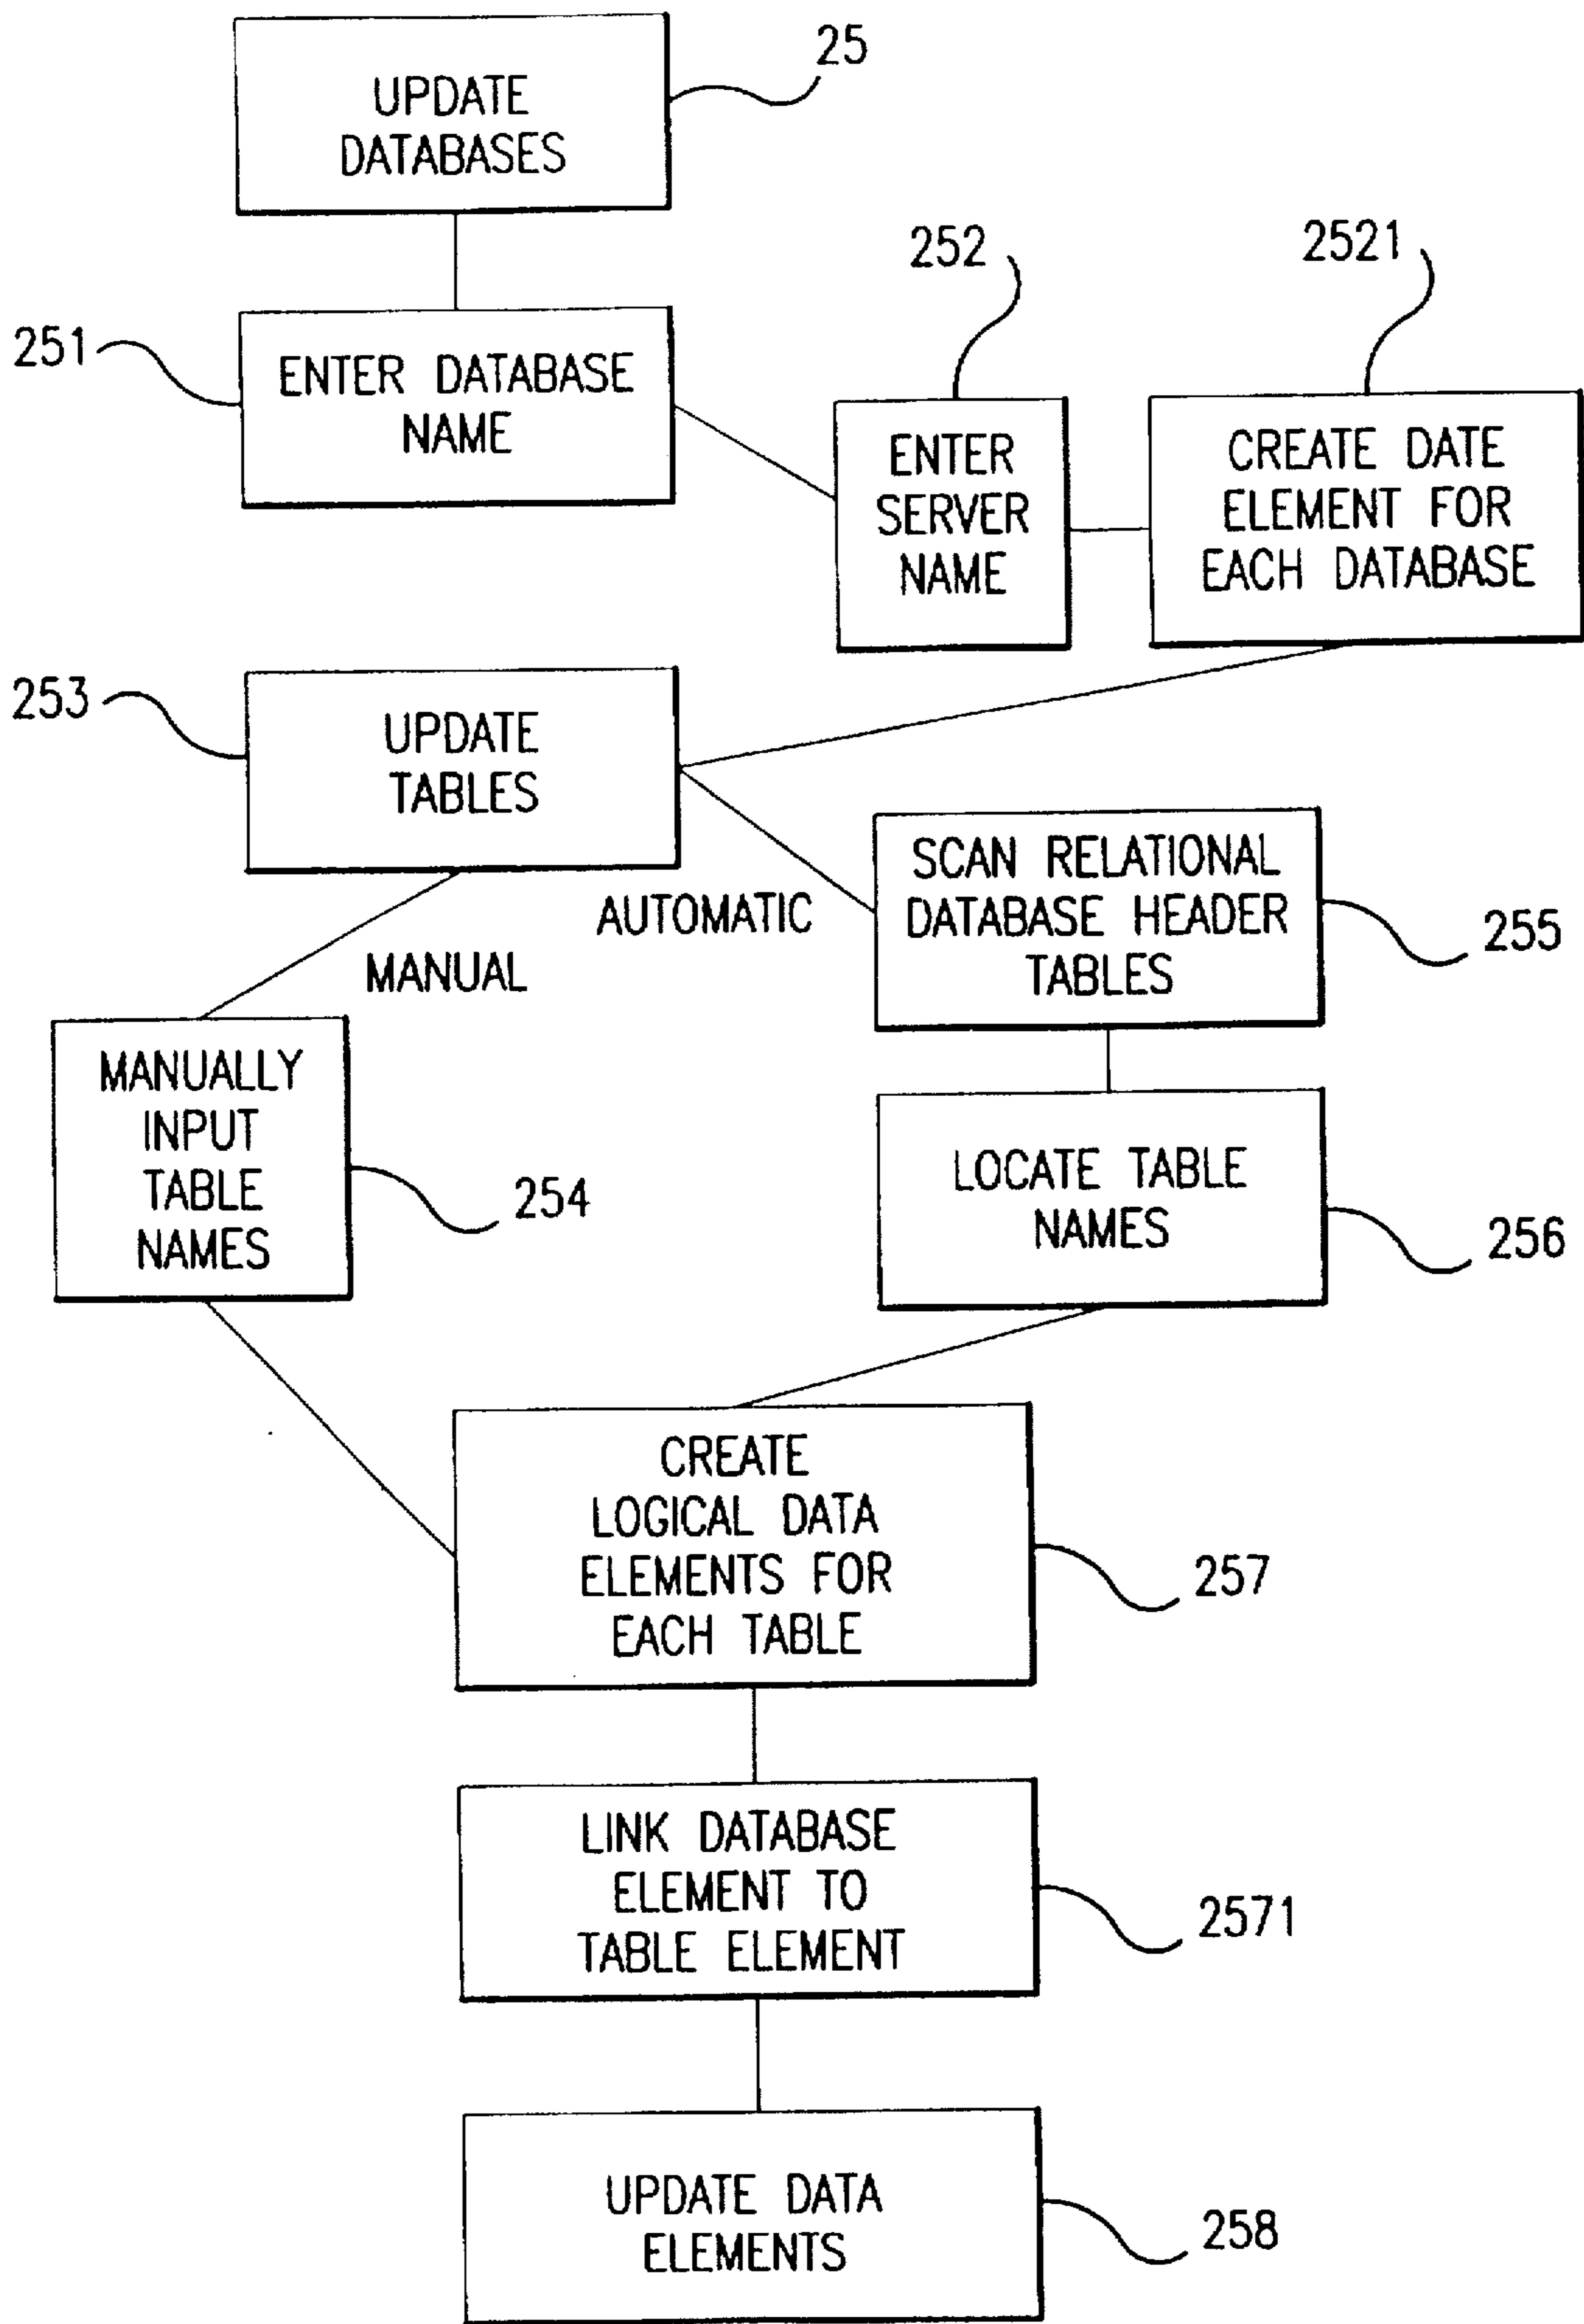 25
UPDATE
DATABASES
251
ENTER DATABASE
NAME
252
ENTER
SERVER
NAME
2521
CREATE DATE
ELEMENT FOR
EACH DATABASE
253
UPDATE
TABLES
AUTOMATIC
MANUAL
SCAN RELATIONAL
DATABASE HEADER
TABLES
255
MANUALLY
INPUT
TABLE
NAMES
254
LOCATE TABLE
NAMES
256
CREATE
LOGICAL DATA
ELEMENTS FOR
EACH TABLE
257
LINK DATABASE
ELEMENT TO
TABLE ELEMENT
2571
UPDATE DATA
ELEMENTS
258